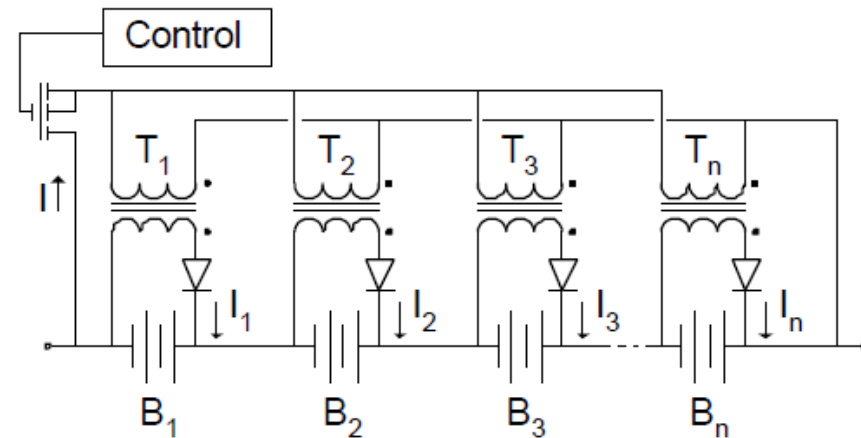 Control
T₁ T₂ T₃ Tₙ
I
I₁ I₂ I₃ Iₙ
B₁ B₂ B₃ Bₙ